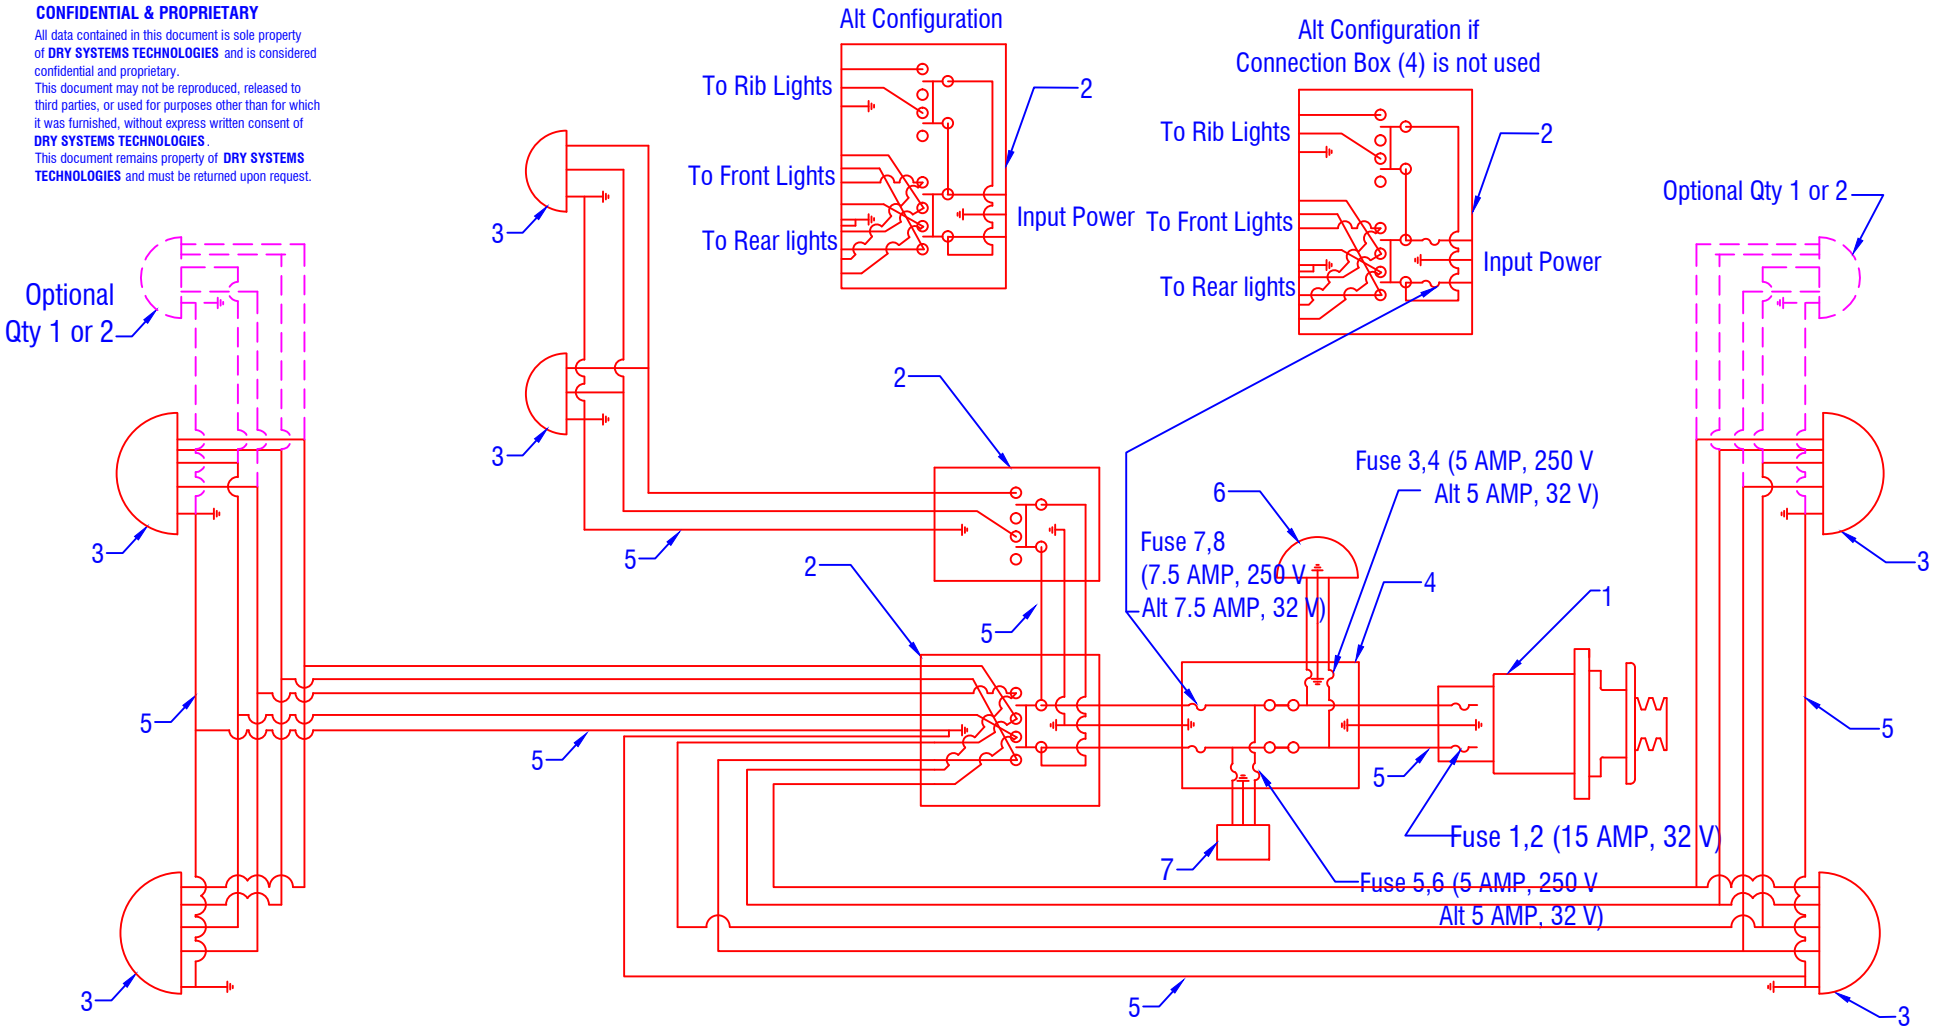 CONFIDENTIAL & PROPRIETARY
All data contained in this document is sole property
of DRY SYSTEMS TECHNOLOGIES and is considered
confidential and proprietary.
This document may not be reproduced, released to
third parties, or used for purposes other than for which
it was furnished, without express written consent of
DRY SYSTEMS TECHNOLOGIES.
This document remains property of DRY SYSTEMS
TECHNOLOGIES and must be returned upon request.
Alt Configuration
To Rib Lights
2
To Front Lights
Input Power
To Rear lights
Alt Configuration if
Connection Box (4) is not used
To Rib Lights
2
To Front Lights
Input Power
To Rear lights
Optional Qty 1 or 2
Optional
Qty 1 or 2
3
3
2
3
5
2
5
6
Fuse 3,4 (5 AMP, 250 V
Alt 5 AMP, 32 V)
Fuse 7,8
(7.5 AMP, 250 V
Alt 7.5 AMP, 32 V)
4
1
3
5
5
5
5
7
Fuse 1,2 (15 AMP, 32 V)
Fuse 5,6 (5 AMP, 250 V
Alt 5 AMP, 32 V)
3
5
3